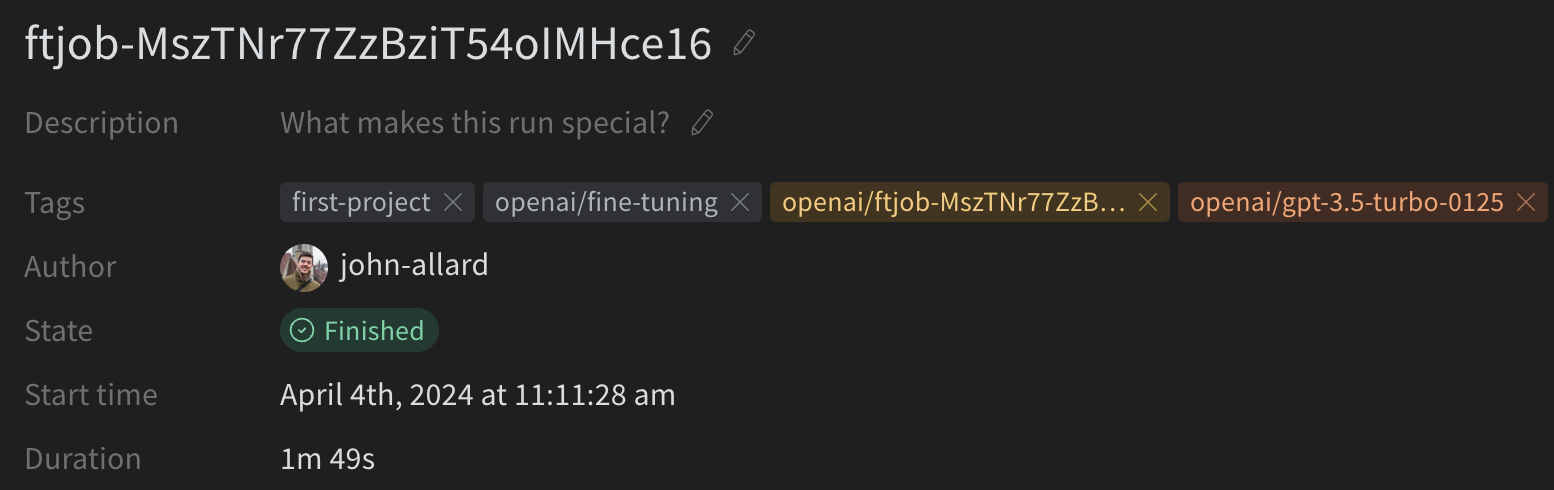 ftjob-MszTNr77ZzBziT54oIMHce16
Description What makes this run special?
Tags first-project openai/fine-tuning openai/ftjob-MszTNr77ZzB... openai/gpt-3.5-turbo-0125
Author john-allard
State Finished
Start time April 4th, 2024 at 11:11:28 am
Duration 1m 49s